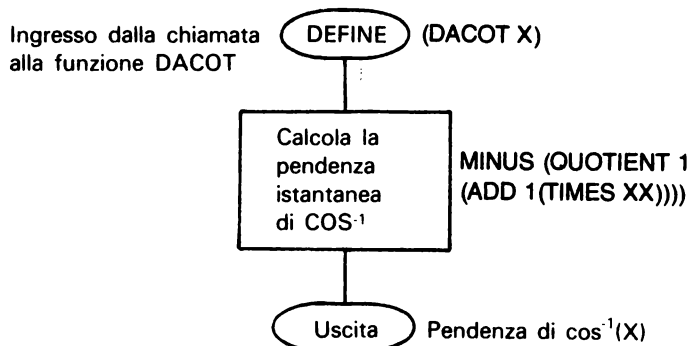 Ingresso dalla chiamata
alla funzione DACOT
DEFINE
(DACOT X)
Calcola la
pendenza
istantanea
di COS⁻¹
MINUS (QUOTIENT 1
(ADD 1(TIMES XX))))
Uscita
Pendenza di cos⁻¹(X)